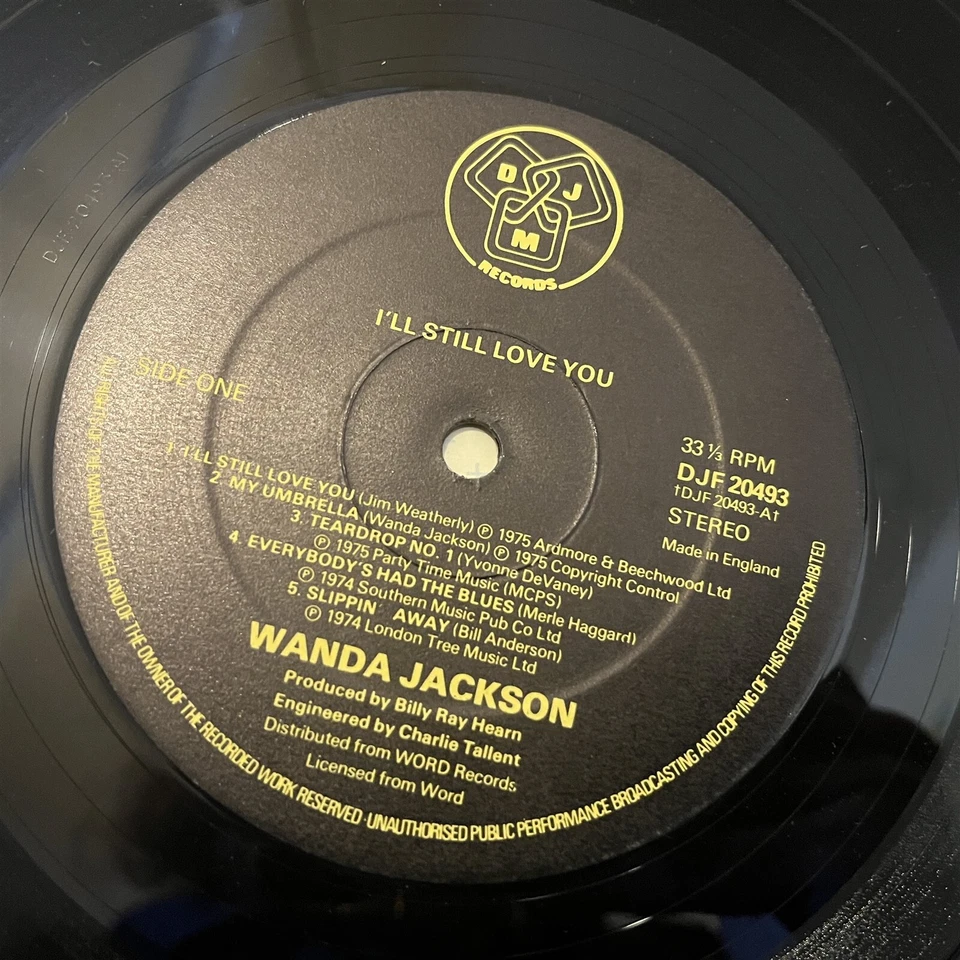 D J
M
RECORDS
I'LL STILL LOVE YOU
SIDE ONE
33 ⅓ RPM
DJF 20493
†DJF 20493-A†
STEREO
Made in England
1. I'LL STILL LOVE YOU (Jim Weatherly) ℗ 1975 Ardmore & Beechwood Ltd
2. MY UMBRELLA (Wanda Jackson) ℗ 1975 Copyright Control
3. TEARDROP NO. 1 (Yvonne DeVaney)
℗ 1975 Party Time Music (MCPS)
4. EVERYBODY'S HAD THE BLUES (Merle Haggard)
℗ 1974 Southern Music Pub Co Ltd
5. SLIPPIN' AWAY (Bill Anderson)
℗ 1974 London Tree Music Ltd
WANDA JACKSON
Produced by Billy Ray Hearn
Engineered by Charlie Tallent
Distributed from WORD Records
Licensed from Word
ALL RIGHTS OF THE MANUFACTURER AND OF THE OWNER OF THE RECORDED WORK RESERVED · UNAUTHORISED PUBLIC PERFORMANCE BROADCASTING AND COPYING OF THIS RECORD PROHIBITED